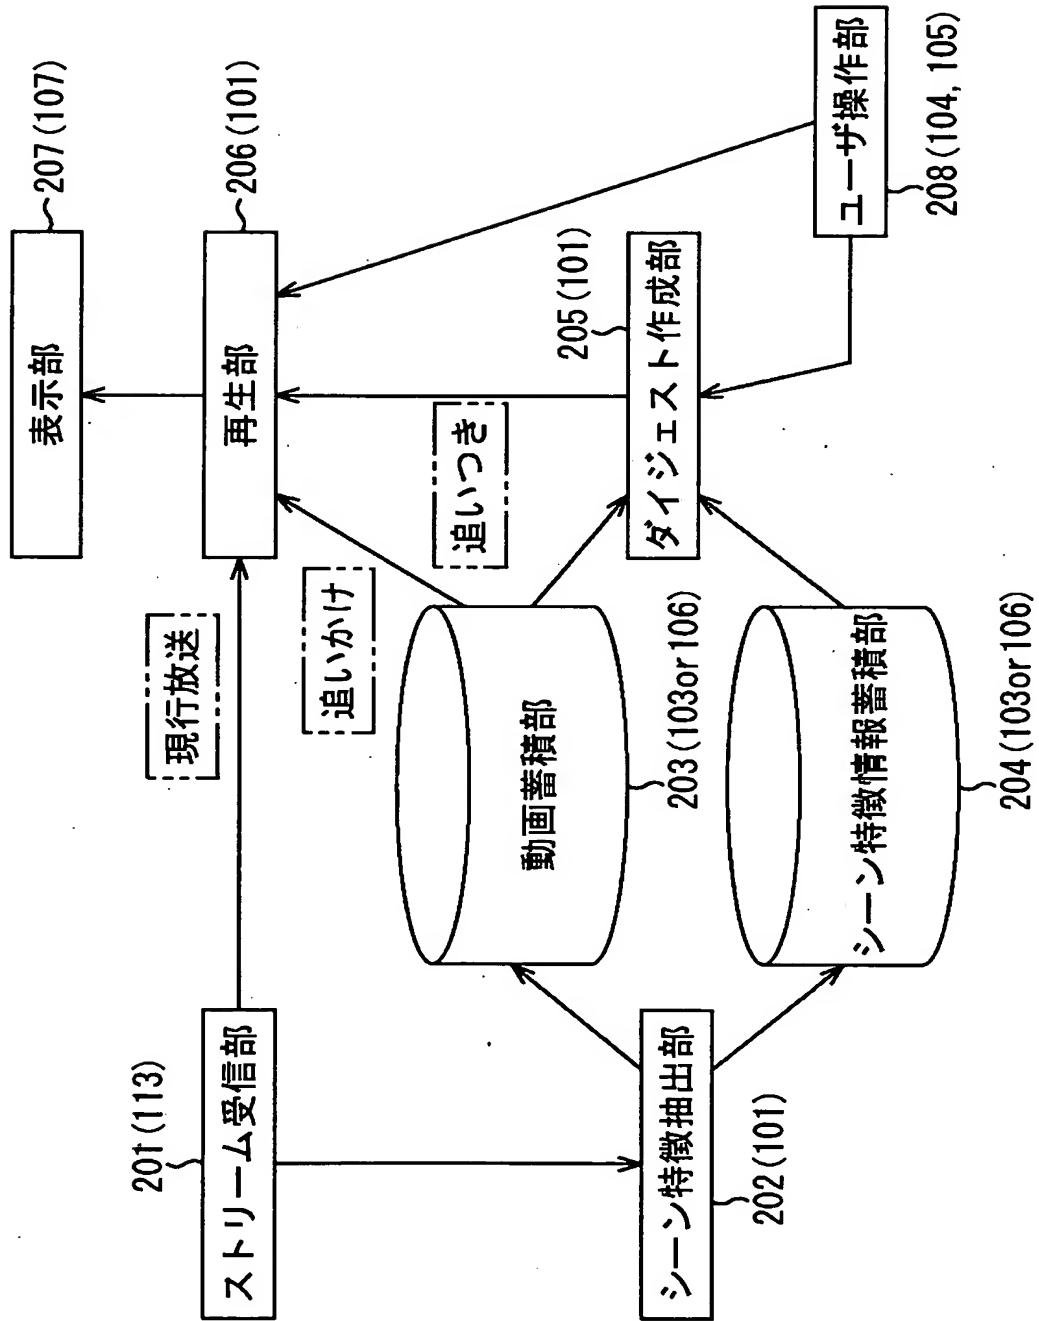 207(107)
表示部
206(101)
再生部
現行放送
201(113)
ストリーム受信部
追いかけ
追いつき
205(101)
ダイジェスト作成部
動画蓄積部
203(103or106)
シーン特徴抽出部
202(101)
シーン特徴情報蓄積部
204(103or106)
ユーザ操作部
208(104, 105)